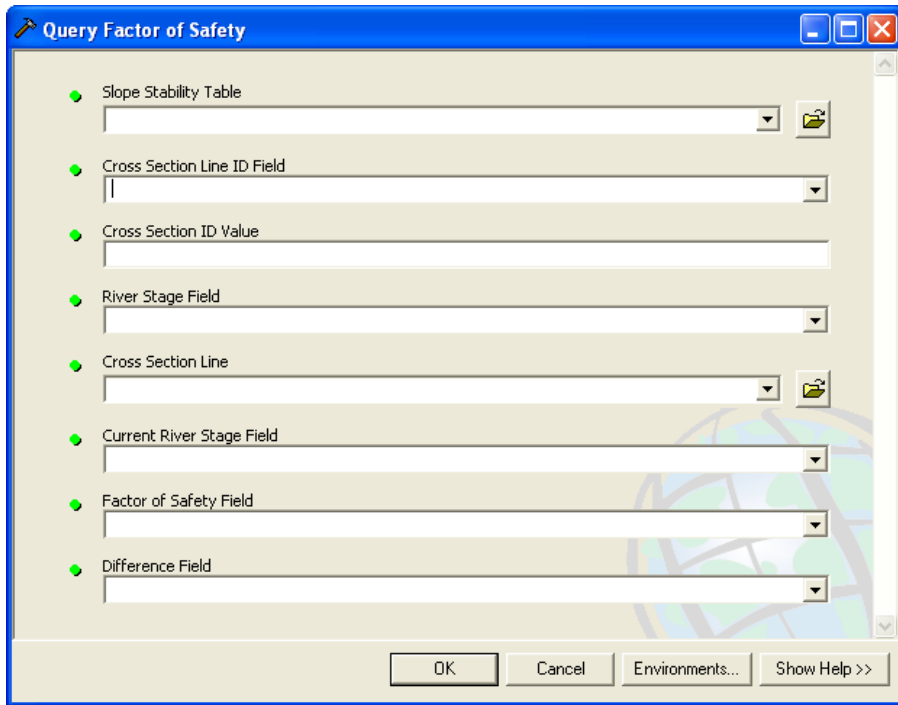 Query Factor of Safety
Slope Stability Table
Cross Section Line ID Field
Cross Section ID Value
River Stage Field
Cross Section Line
Current River Stage Field
Factor of Safety Field
Difference Field
OK Cancel Environments... Show Help >>